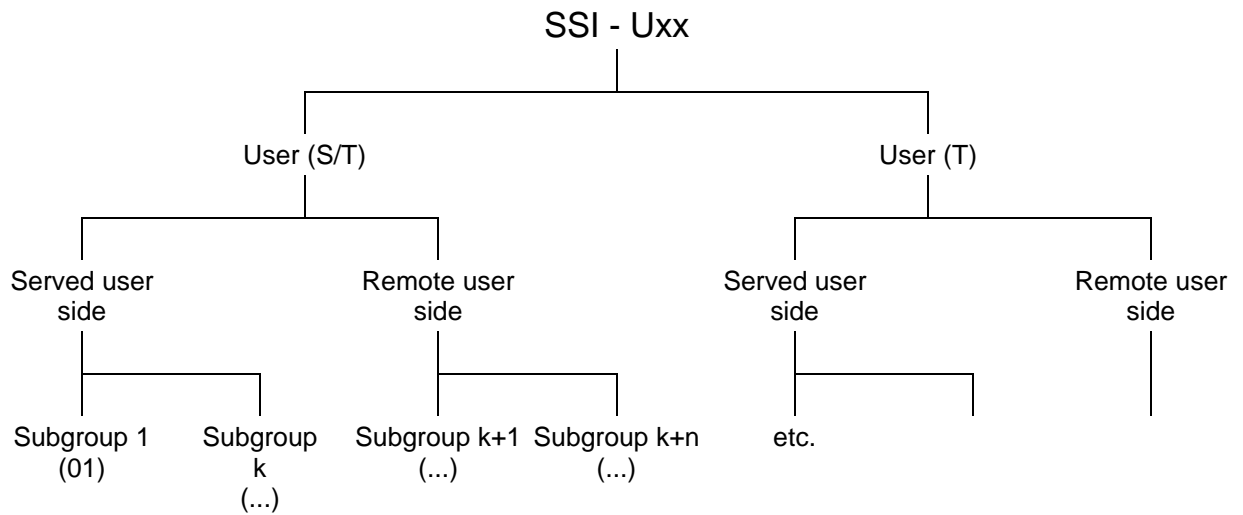 SSI - Uxx
User (S/T)
User (T)
Served user
side
Remote user
side
Served user
side
Remote user
side
Subgroup 1
(01)
Subgroup
k
(...)
Subgroup k+1
(...)
Subgroup k+n
(...)
etc.